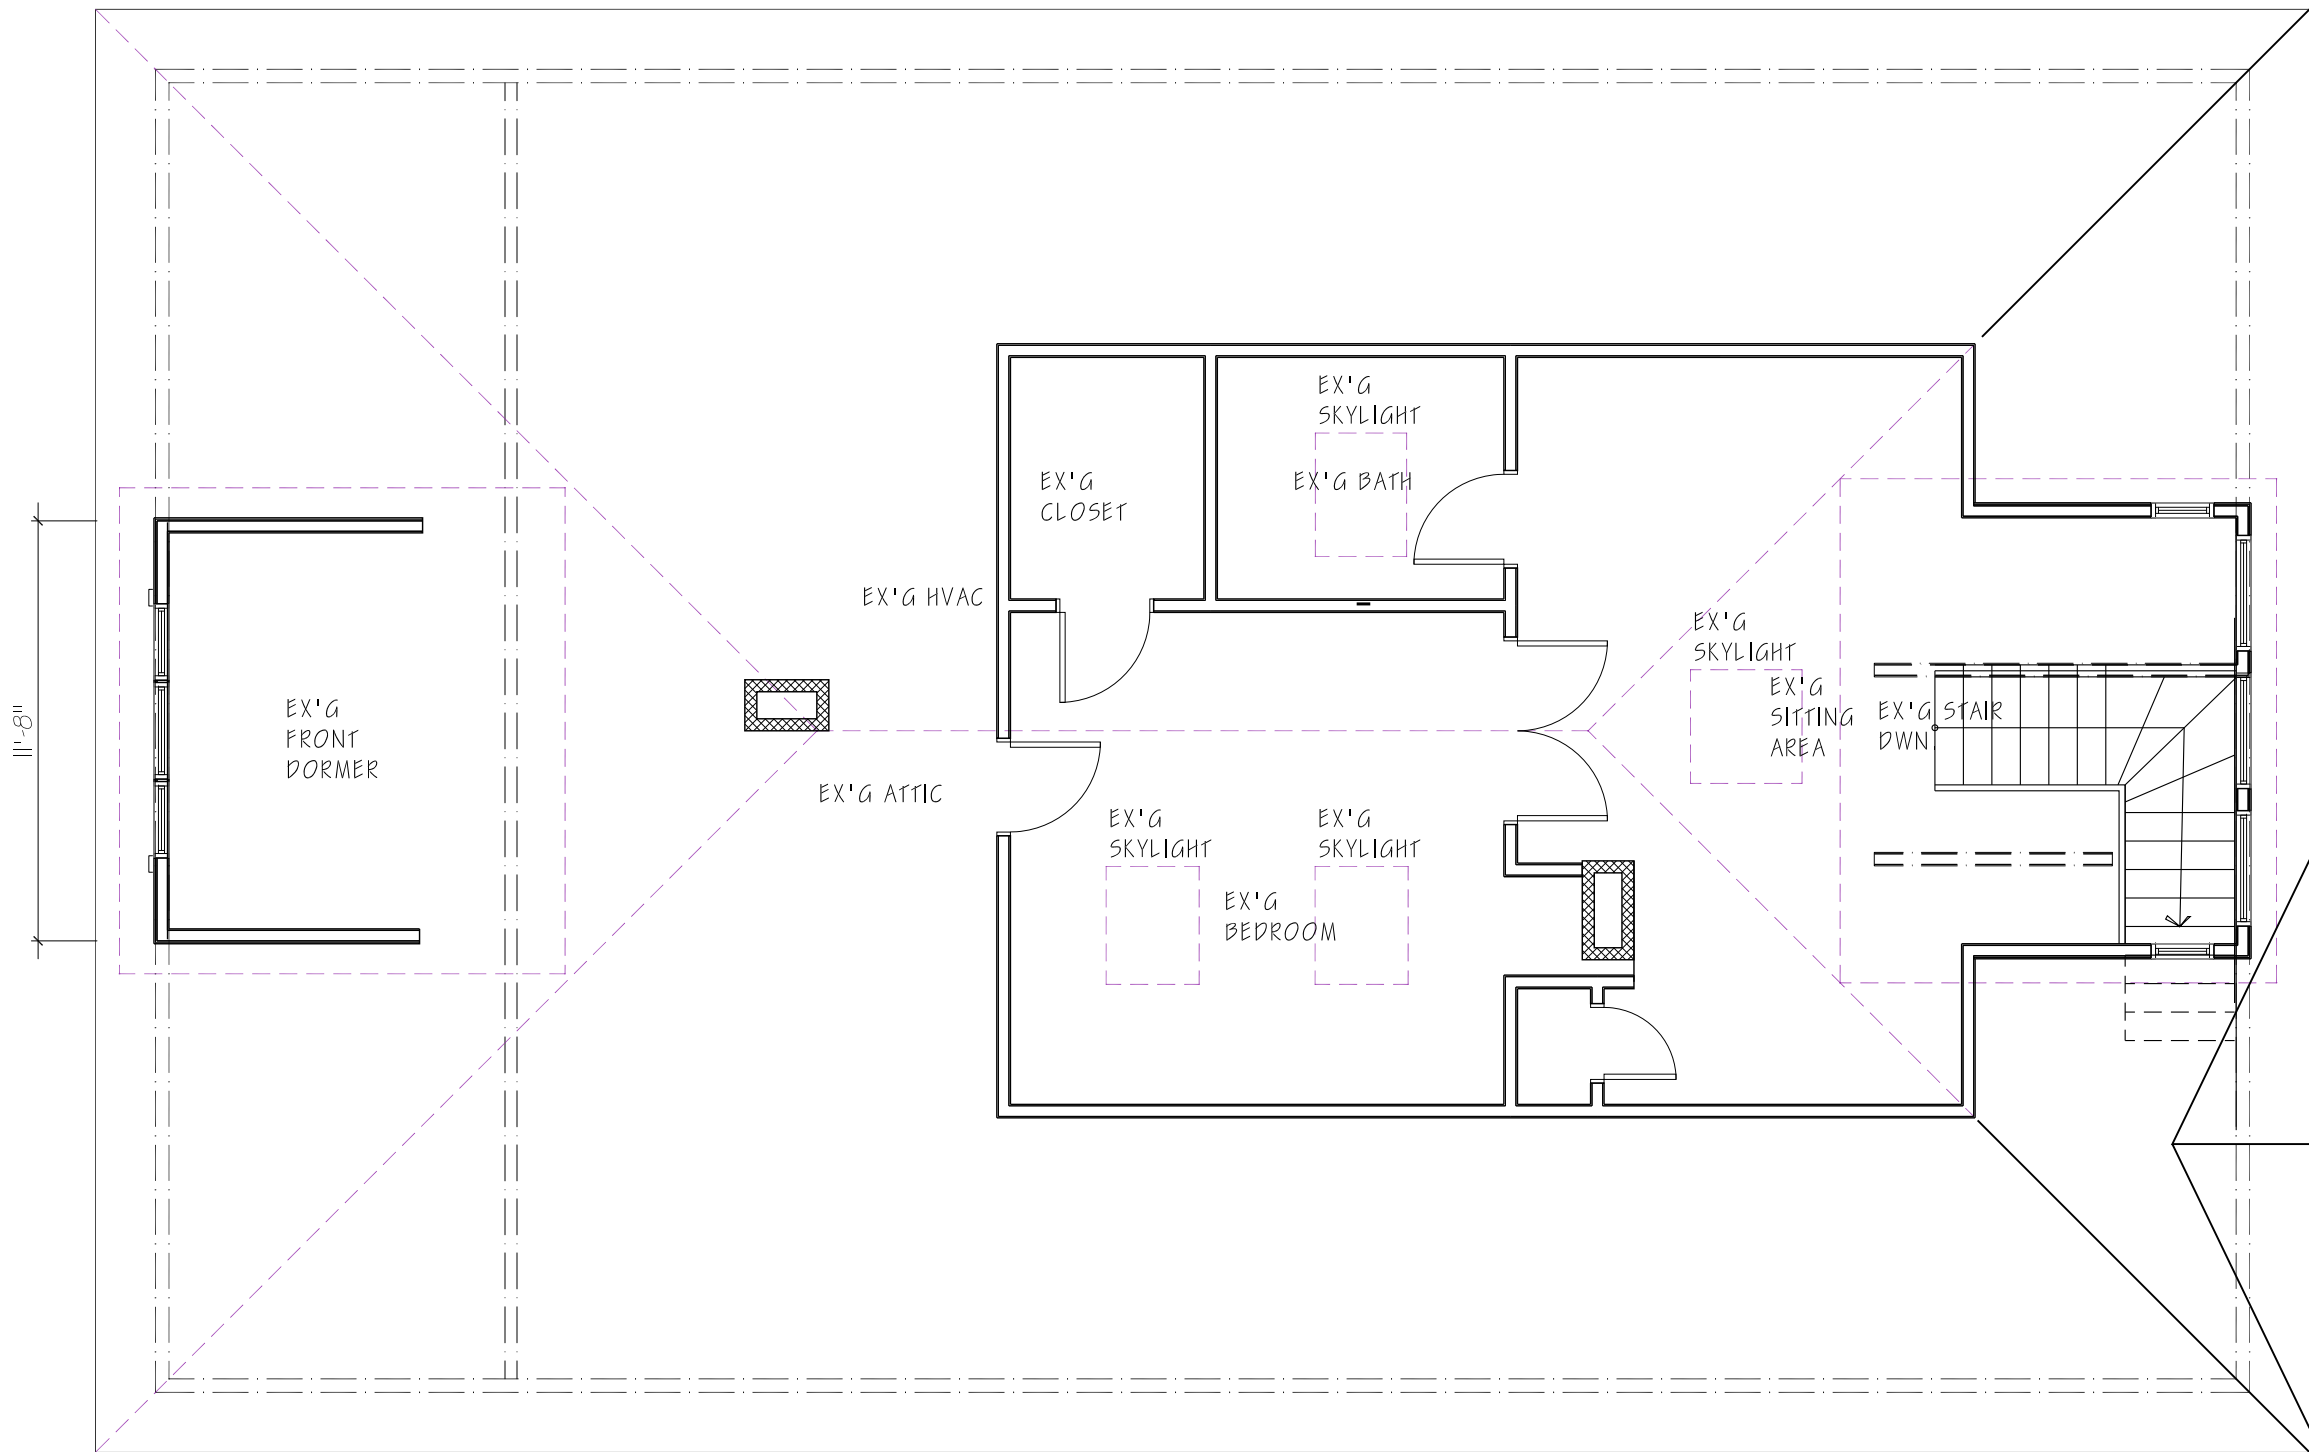 EX'G
SKYLIGHT
EX'G BATH
EX'G
CLOSET
EX'G HVAC
EX'G
SKYLIGHT
EX'G
SITTING
AREA
EX'G STAIR
DWN
EX'G
FRONT
DORMER
11'-8"
EX'G ATTIC
EX'G
SKYLIGHT
EX'G
SKYLIGHT
EX'G
BEDROOM